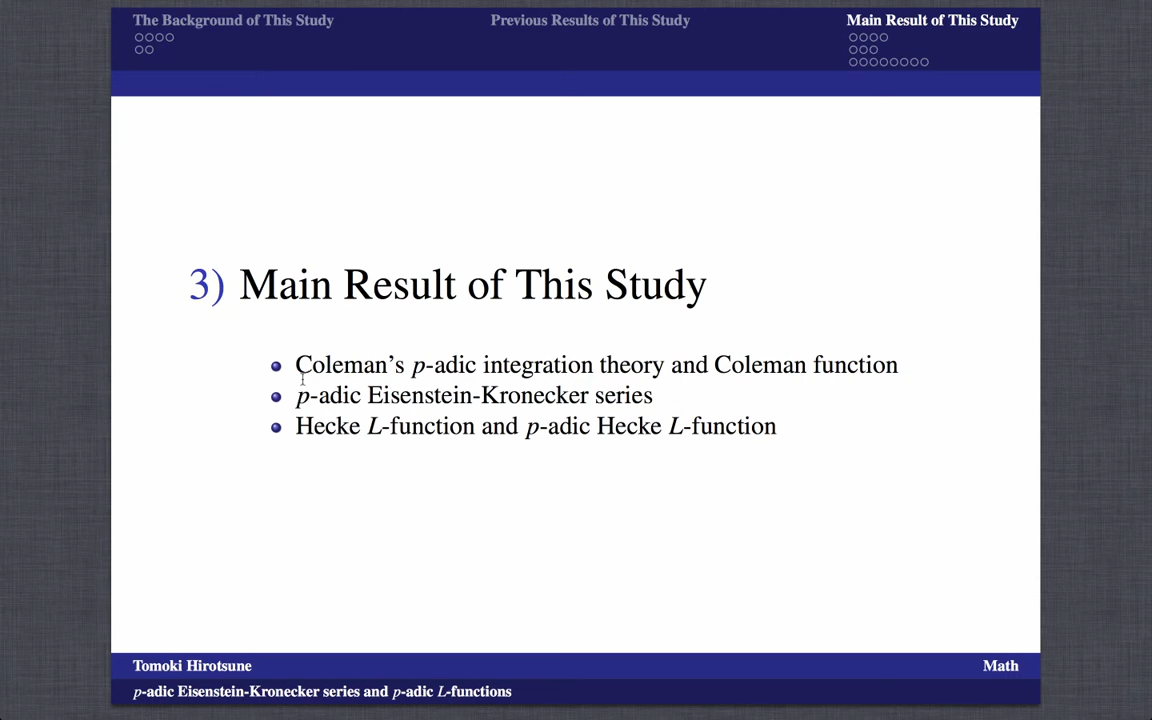 The Background of This Study
Previous Results of This Study
Main Result of This Study
3) Main Result of This Study
Coleman's p-adic integration theory and Coleman function
p-adic Eisenstein-Kronecker series
Hecke L-function and p-adic Hecke L-function
Tomoki Hirotsune
Math
p-adic Eisenstein-Kronecker series and p-adic L-functions